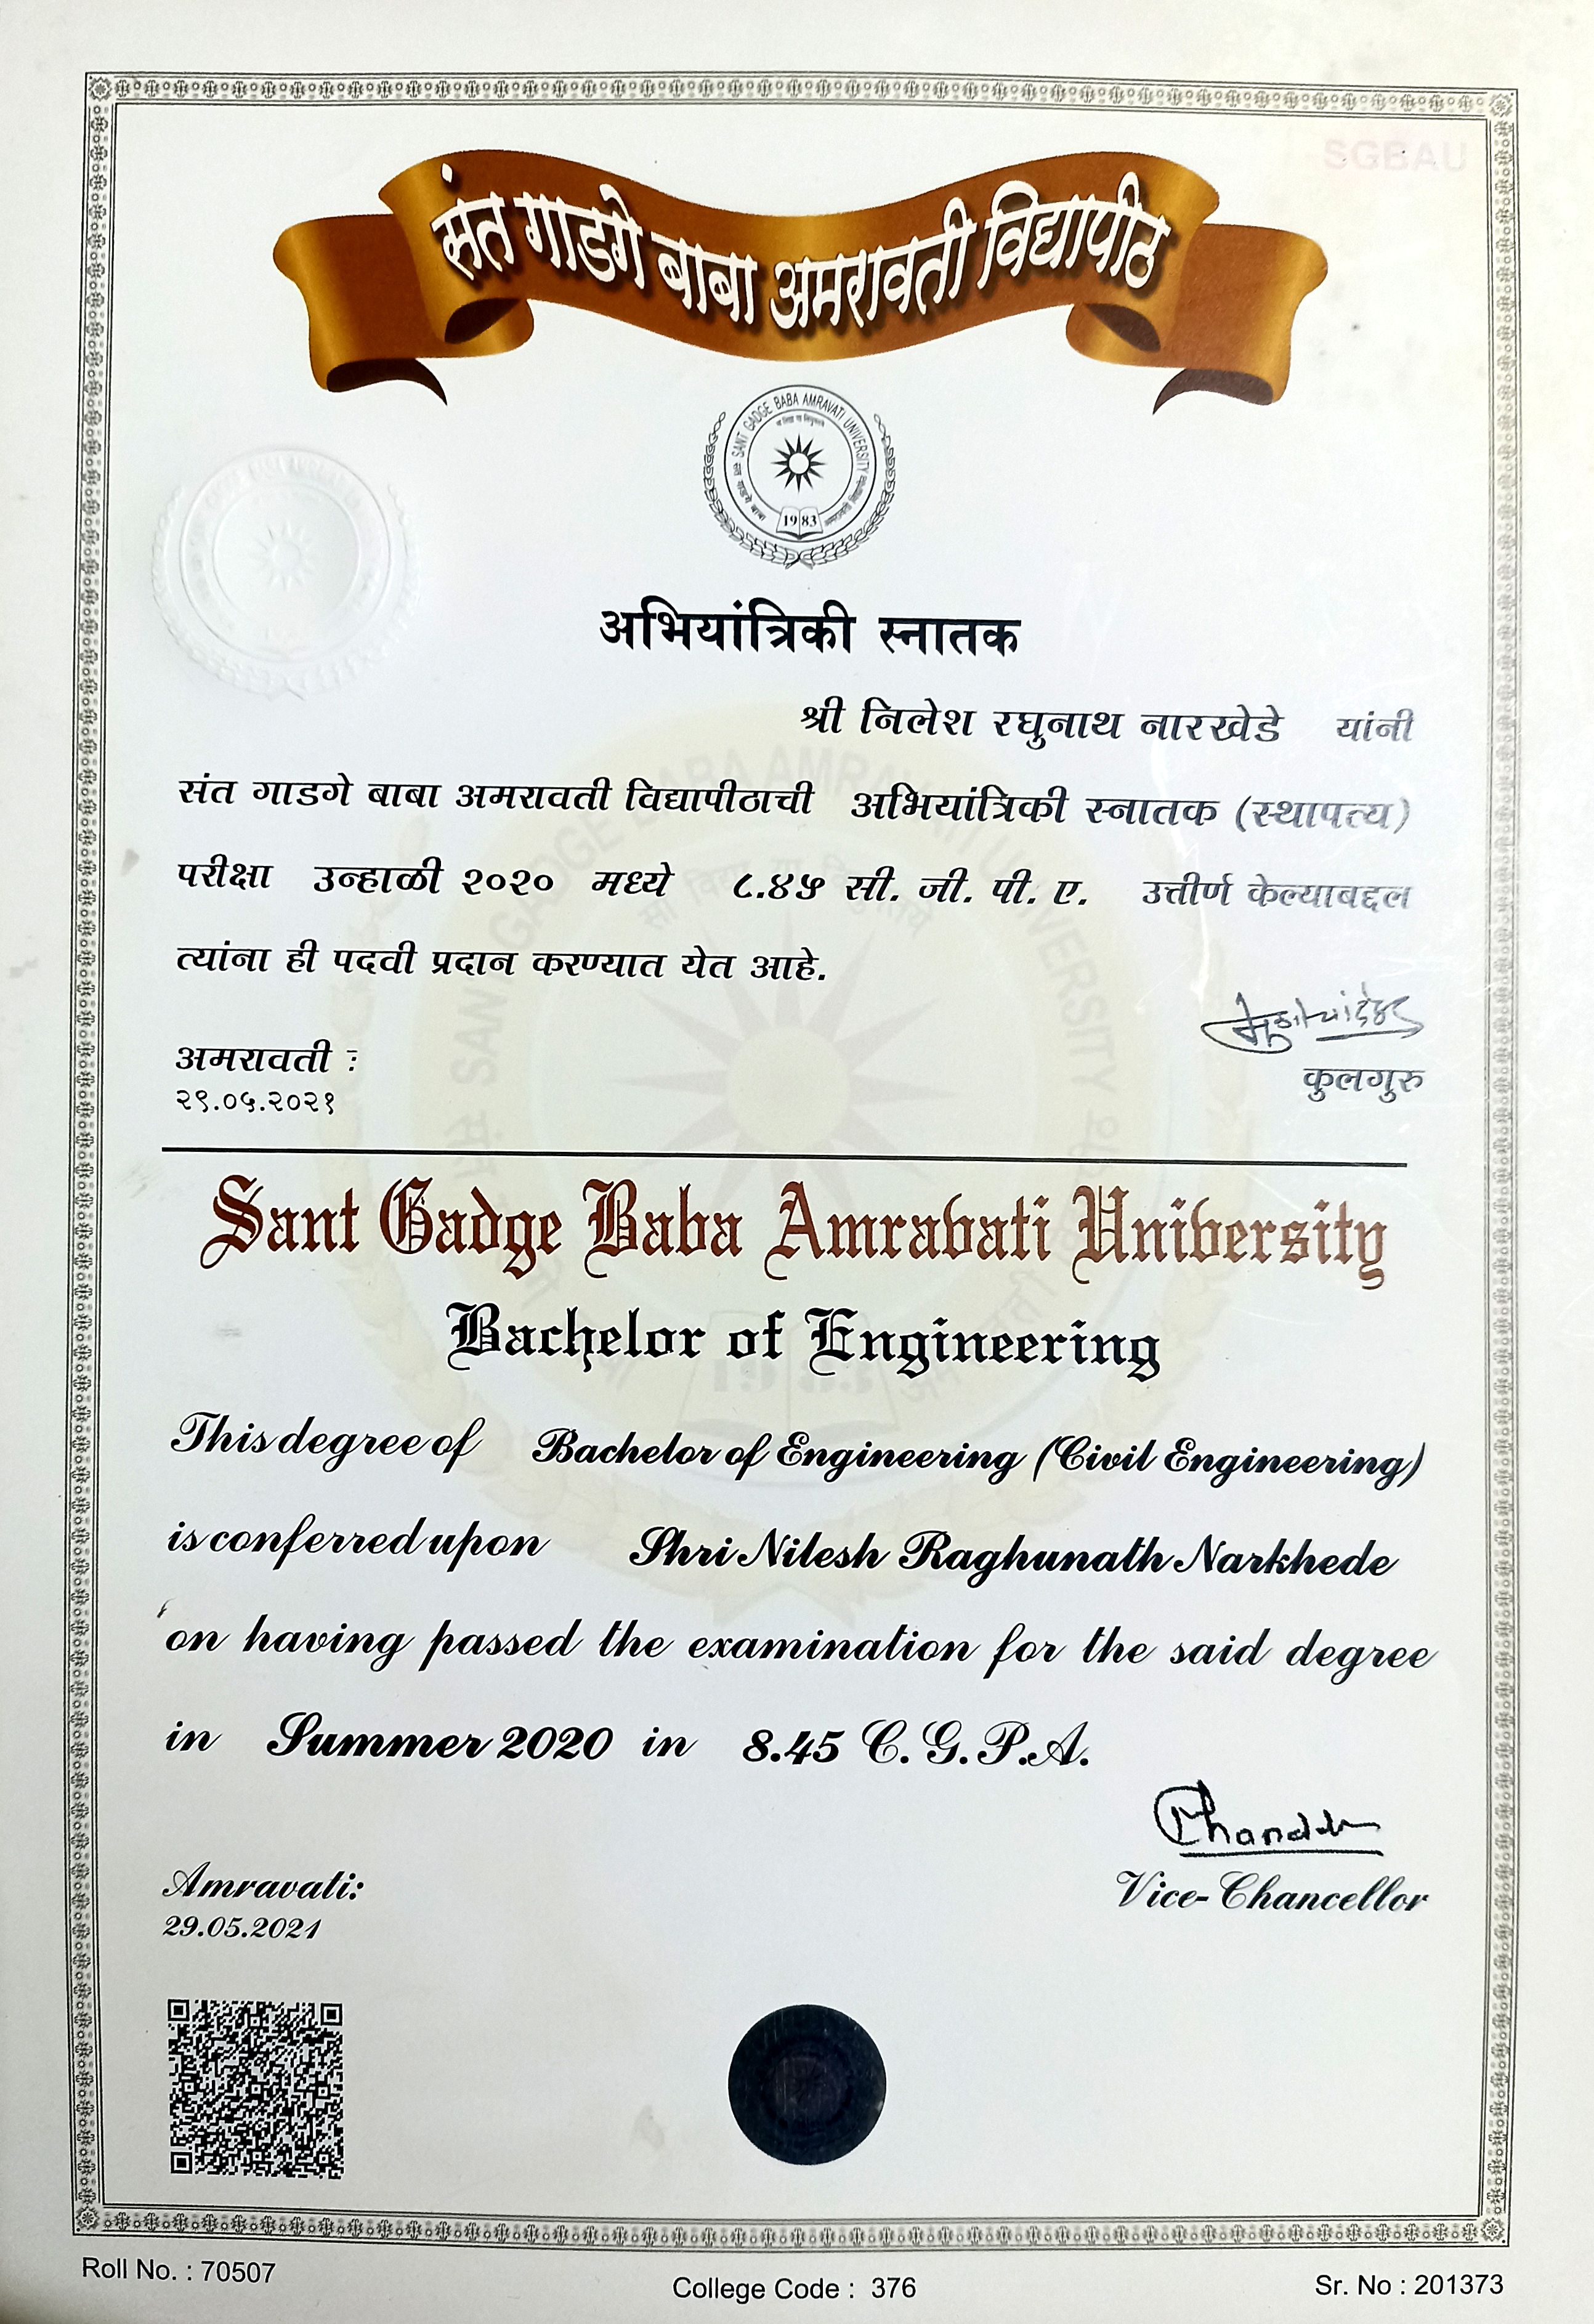 SGBAU
संत गाडगे बाबा अमरावती विद्यापीठ
SANT GADGE BABA AMRAVATI UNIVERSITY
1983
अभियांत्रिकी स्नातक
श्री निलेश रघुनाथ नारखेडे यांनी
संत गाडगे बाबा अमरावती विद्यापीठाची अभियांत्रिकी स्नातक (स्थापत्य)
परीक्षा उन्हाळी २०२० मध्ये ८.४५ सी. जी. पी. ए. उत्तीर्ण केल्याबद्दल
त्यांना ही पदवी प्रदान करण्यात येत आहे.
अमरावती :
२९.०५.२०२१
कुलगुरु
Sant Gadge Baba Amravati University
Bachelor of Engineering
This degree of Bachelor of Engineering (Civil Engineering)
is conferred upon Shri Nilesh Raghunath Narkhede
on having passed the examination for the said degree
in Summer 2020 in 8.45 C. G. P.A.
Amravati:
29.05.2021
Vice-Chancellor
Roll No. : 70507
College Code : 376
Sr. No : 201373